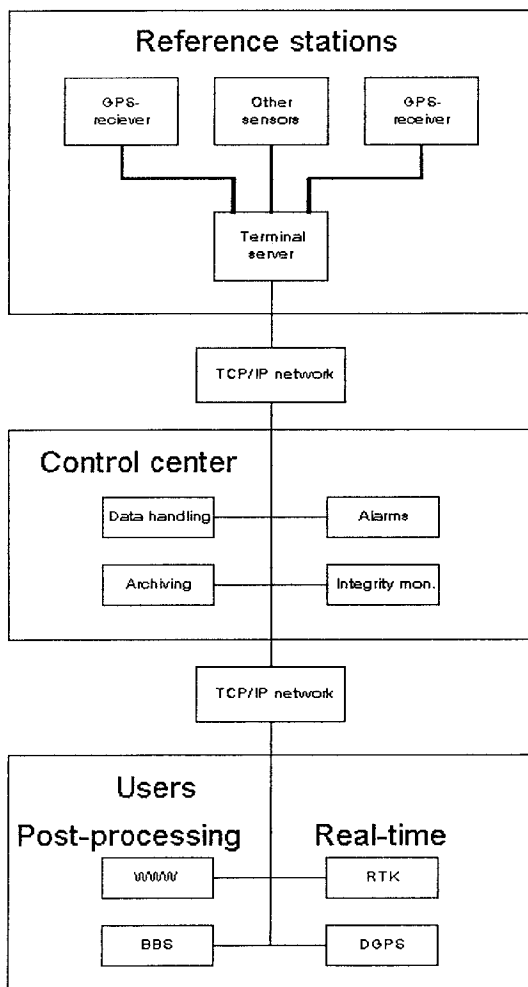 Reference stations
GPS-
reciever
Other
sensors
GPS-
receiver
Terminal
server
TCP/IP network
Control center
Data handling
Alarms
Archiving
Integrity mon.
TCP/IP network
Users
Post-processing
Real-time
WWW
RTK
BBS
DGPS